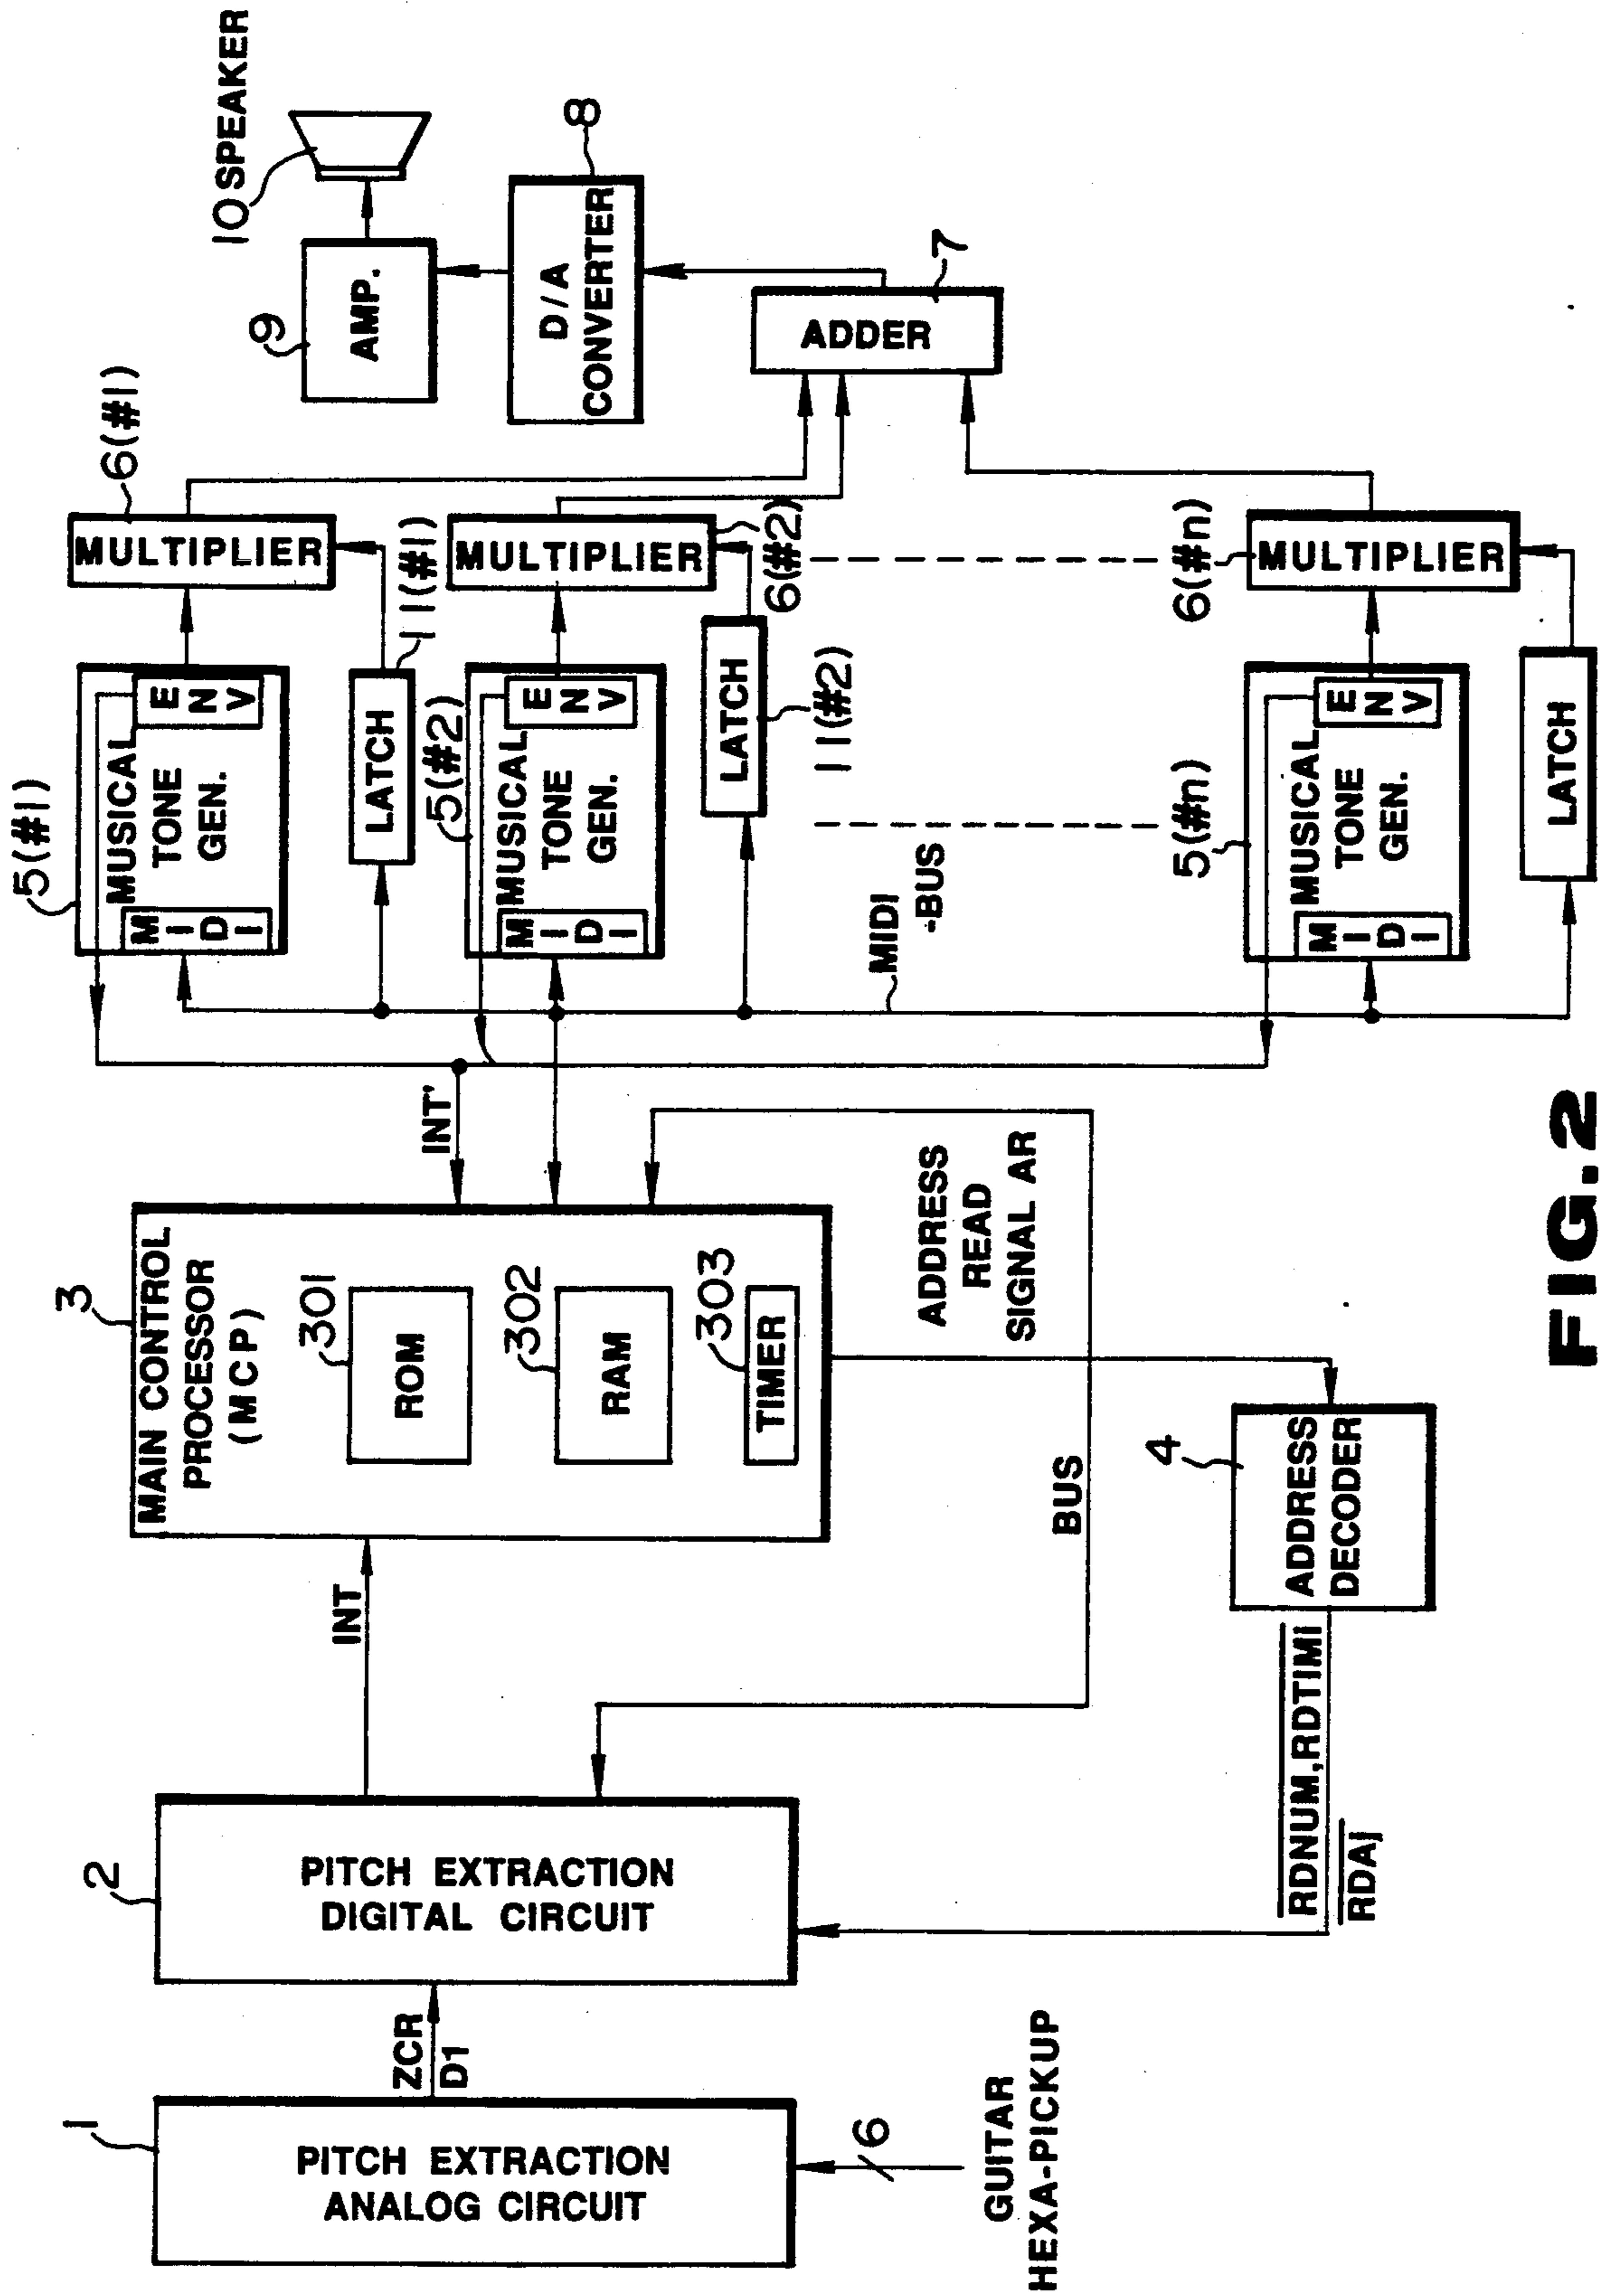 1
PITCH EXTRACTION
ANALOG CIRCUIT
6
GUITAR
HEXA-PICKUP
ZCR
D1
2
PITCH EXTRACTION
DIGITAL CIRCUIT
INT
3
MAIN CONTROL
PROCESSOR
(MCP)
301
ROM
302
RAM
303
TIMER
BUS
ADDRESS
READ
SIGNAL AR
4
ADDRESS
DECODER
RDNUM,RDTIMi
RDAj
INT'
MIDI
-BUS
5(#1)
MUSICAL
TONE
GEN.
MIDI
ENV
LATCH
11(#1)
MULTIPLIER
6(#1)
5(#2)
MUSICAL
TONE
GEN.
MIDI
ENV
LATCH
11(#2)
MULTIPLIER
6(#2)
5(#n)
MUSICAL
TONE
GEN.
MIDI
ENV
LATCH
MULTIPLIER
6(#n)
ADDER
7
D/A
CONVERTER
8
AMP.
9
10 SPEAKER
FIG.2